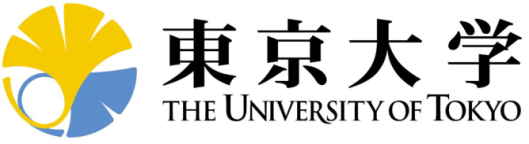 東京大学
THE UNIVERSITY OF TOKYO